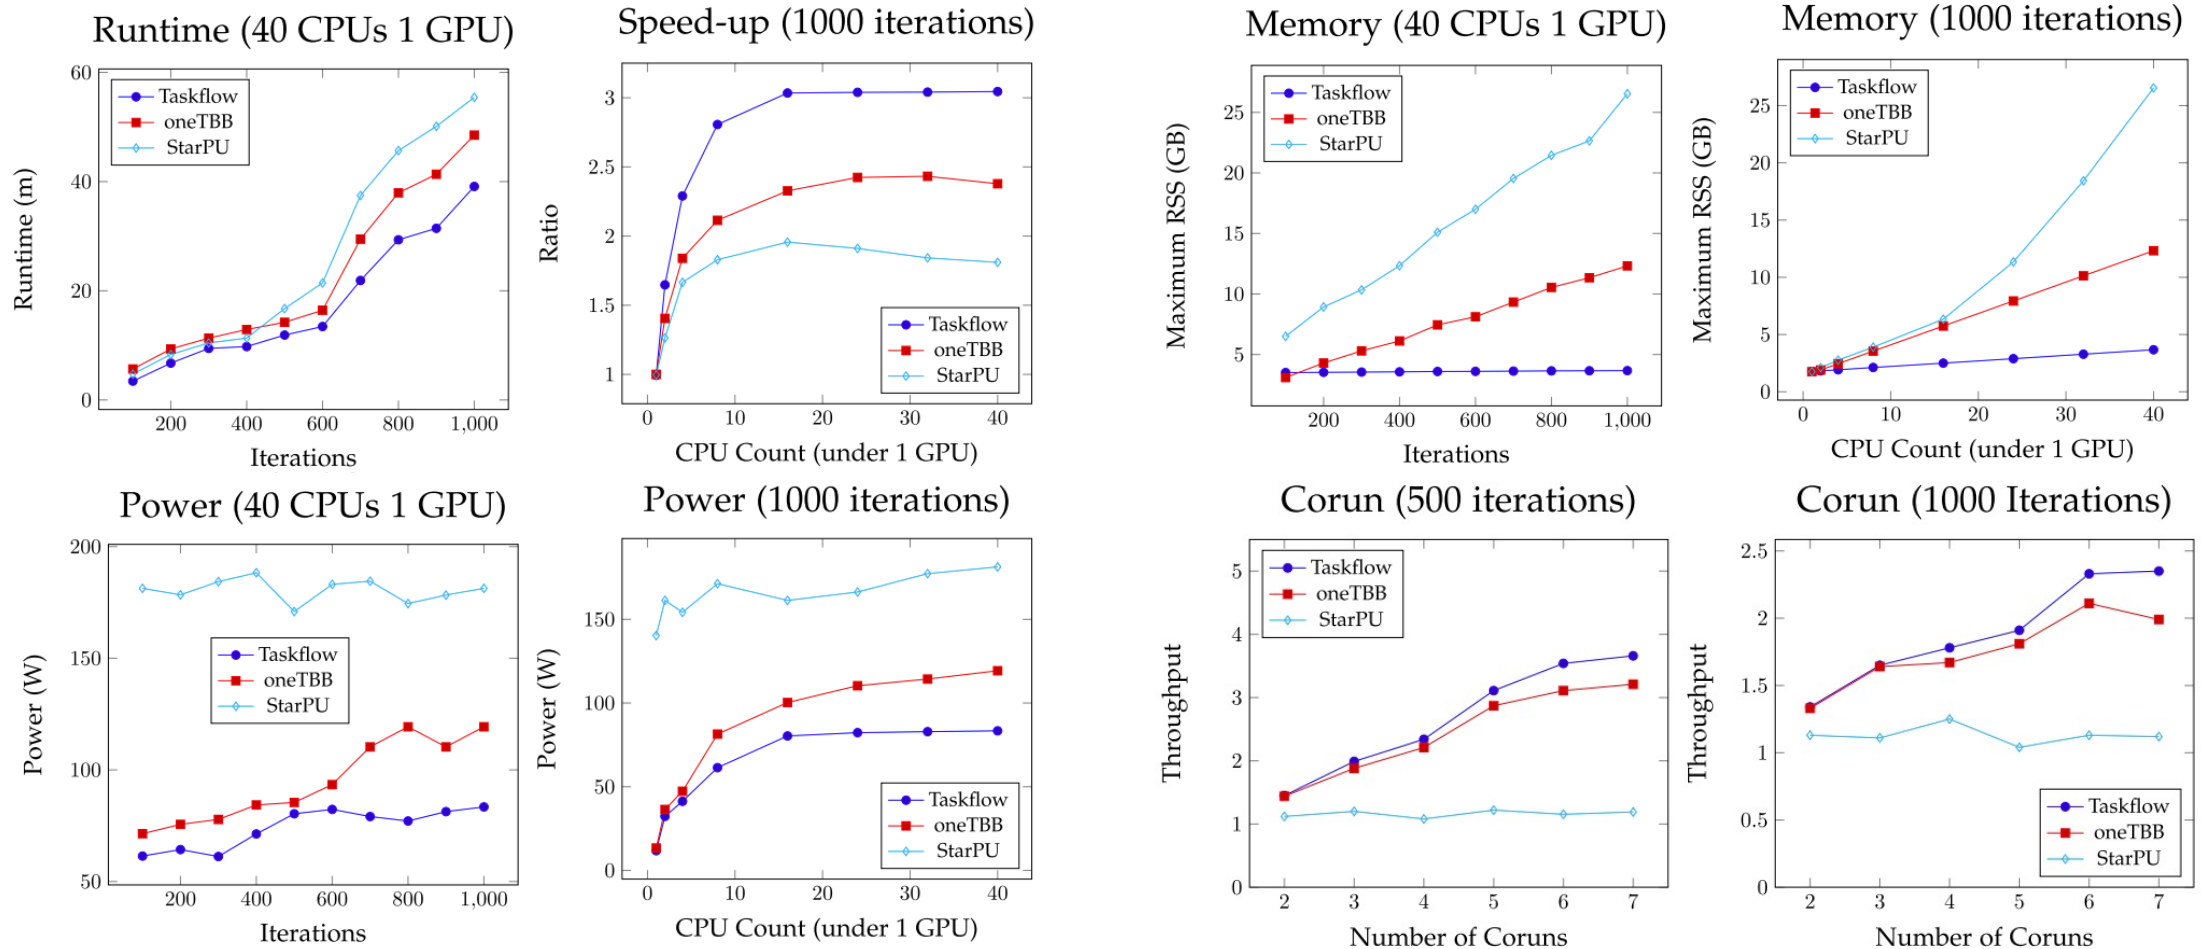 Runtime (40 CPUs 1 GPU)
60
40
20
0
Runtime (m)
Taskflow
oneTBB
StarPU
200 400 600 800 1,000
Iterations
Speed-up (1000 iterations)
3
2.5
2
1.5
1
Ratio
Taskflow
oneTBB
StarPU
0 10 20 30 40
CPU Count (under 1 GPU)
Memory (40 CPUs 1 GPU)
25
20
15
10
5
Maximum RSS (GB)
Taskflow
oneTBB
StarPU
200 400 600 800 1,000
Iterations
Memory (1000 iterations)
25
20
15
10
5
0
Maximum RSS (GB)
Taskflow
oneTBB
StarPU
0 10 20 30 40
CPU Count (under 1 GPU)
Power (40 CPUs 1 GPU)
200
150
100
50
Power (W)
Taskflow
oneTBB
StarPU
200 400 600 800 1,000
Iterations
Power (1000 iterations)
150
100
50
0
Power (W)
Taskflow
oneTBB
StarPU
0 10 20 30 40
CPU Count (under 1 GPU)
Corun (500 iterations)
5
4
3
2
1
0
Throughput
Taskflow
oneTBB
StarPU
2 3 4 5 6 7
Number of Coruns
Corun (1000 Iterations)
2.5
2
1.5
1
0.5
0
Throughput
Taskflow
oneTBB
StarPU
2 3 4 5 6 7
Number of Coruns